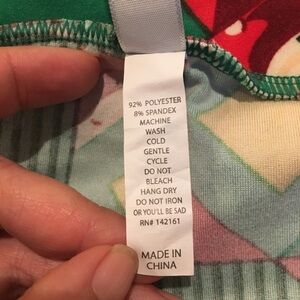 92% POLYESTER
8% SPANDEX
MACHINE
WASH
COLD
GENTLE
CYCLE
DO NOT
BLEACH
HANG DRY
DO NOT IRON
OR YOU'LL BE SAD
RN# 142161
MADE IN
CHINA